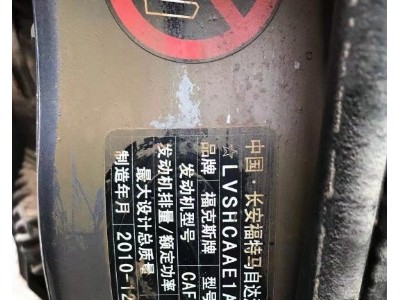 中国·长安福特马自达
☆LVSHCAAE1A
品牌 福克斯牌 型号
发动机型号 CAF
发动机排量/额定功率
最大设计总质量
制造年月 2010-12